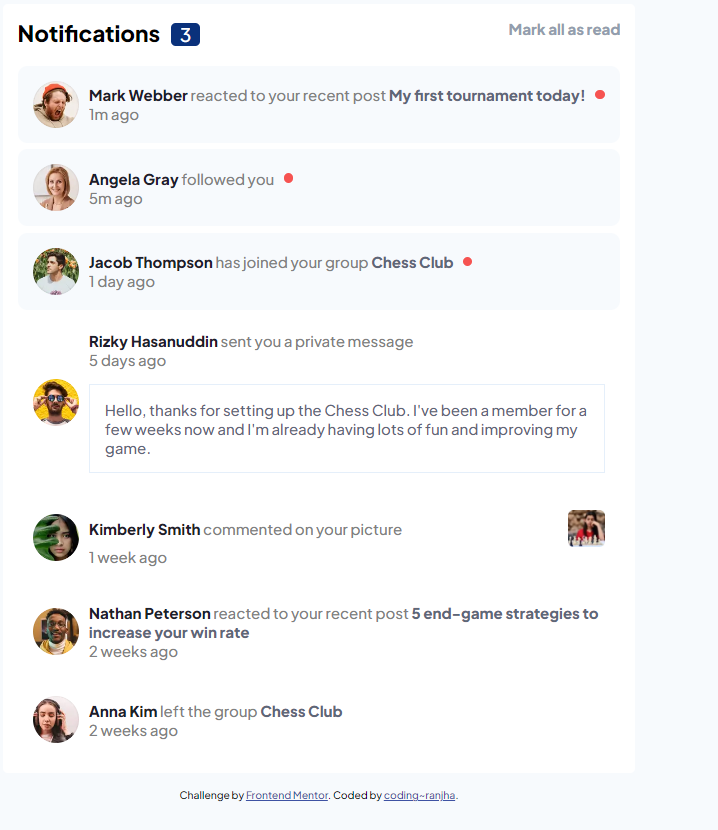 Notifications 3 Mark all as read
Mark Webber reacted to your recent post My first tournament today!
1m ago
Angela Gray followed you
5m ago
Jacob Thompson has joined your group Chess Club
1 day ago
Rizky Hasanuddin sent you a private message
5 days ago
Hello, thanks for setting up the Chess Club. I've been a member for a
few weeks now and I'm already having lots of fun and improving my
game.
Kimberly Smith commented on your picture
1 week ago
Nathan Peterson reacted to your recent post 5 end-game strategies to
increase your win rate
2 weeks ago
Anna Kim left the group Chess Club
2 weeks ago
Challenge by Frontend Mentor. Coded by coding~ranjha.